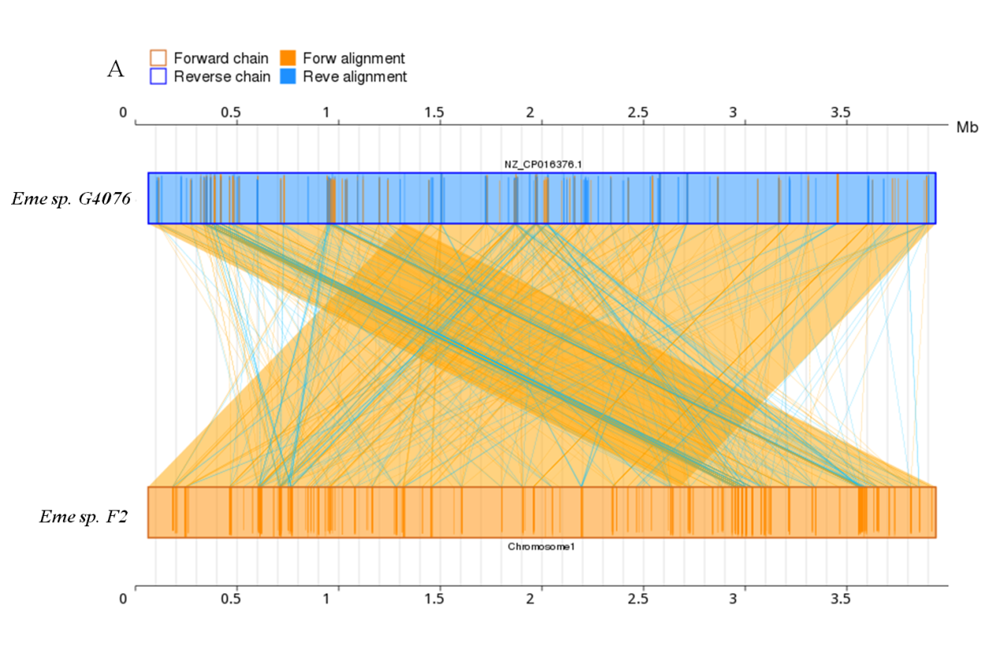 A
Forward chain Forw alignment
Reverse chain Reve alignment
0 0.5 1 1.5 2 2.5 3 3.5
Mb
NZ_CP016376.1
Eme sp. G4076
Eme sp. F2
Chromosome1
0 0.5 1 1.5 2 2.5 3 3.5